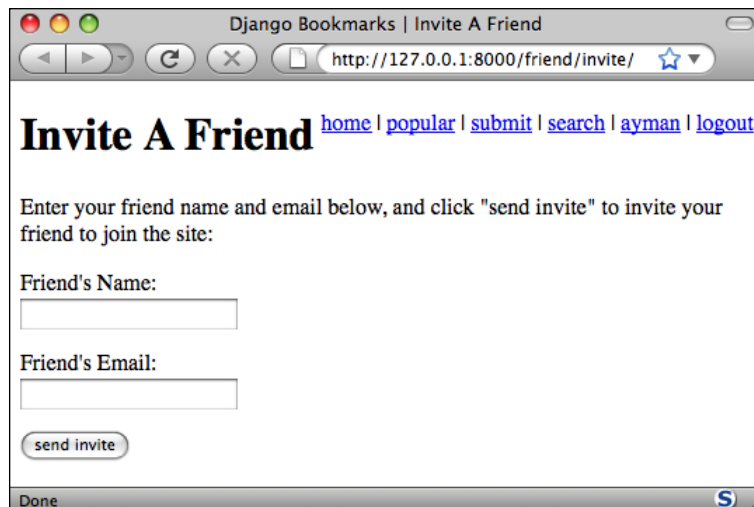 Django Bookmarks | Invite A Friend
http://127.0.0.1:8000/friend/invite/
Invite A Friend
home | popular | submit | search | ayman | logout
Enter your friend name and email below, and click "send invite" to invite your
friend to join the site:
Friend's Name:
Friend's Email:
send invite
Done
S